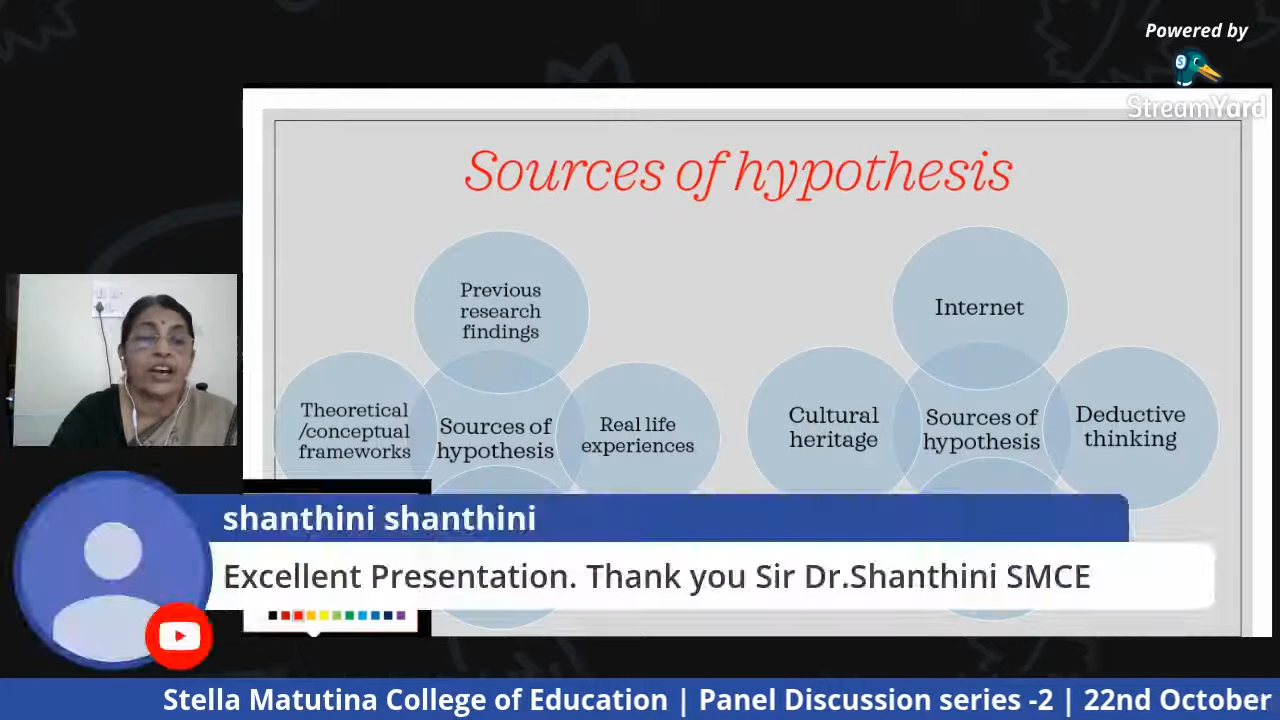 Powered by
StreamYard
Sources of hypothesis
Previous
research
findings
Theoretical
/conceptual
frameworks
Sources of
hypothesis
Real life
experiences
Internet
Cultural
heritage
Sources of
hypothesis
Deductive
thinking
shanthini shanthini
Excellent Presentation. Thank you Sir Dr.Shanthini SMCE
Stella Matutina College of Education | Panel Discussion series -2 | 22nd October